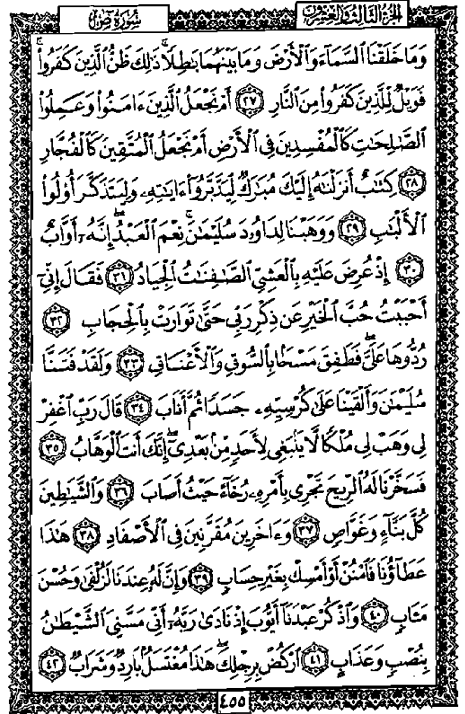 الجزء الثالث والعشرون
سورة ص
وَمَا خَلَقْنَا ٱلسَّمَآءَ وَٱلْأَرْضَ وَمَا بَيْنَهُمَا بَٰطِلًا ۚ ذَٰلِكَ ظَنُّ ٱلَّذِينَ كَفَرُوا۟ ۚ
فَوَيْلٌ لِّلَّذِينَ كَفَرُوا۟ مِنَ ٱلنَّارِ ٢٧ أَمْ نَجْعَلُ ٱلَّذِينَ ءَامَنُوا۟ وَعَمِلُوا۟
ٱلصَّٰلِحَٰتِ كَٱلْمُفْسِدِينَ فِى ٱلْأَرْضِ أَمْ نَجْعَلُ ٱلْمُتَّقِينَ كَٱلْفُجَّارِ
٢٨ كِتَٰبٌ أَنزَلْنَٰهُ إِلَيْكَ مُبَٰرَكٌ لِّيَدَّبَّرُوٓا۟ ءَايَٰتِهِۦ وَلِيَتَذَكَّرَ أُو۟لُوا۟
ٱلْأَلْبَٰبِ ٢٩ وَوَهَبْنَا لِدَاوُۥدَ سُلَيْمَٰنَ ۚ نِعْمَ ٱلْعَبْدُ ۖ إِنَّهُۥٓ أَوَّابٌ
٣٠ إِذْ عُرِضَ عَلَيْهِ بِٱلْعَشِىِّ ٱلصَّٰفِنَٰتُ ٱلْجِيَادُ ٣١ فَقَالَ إِنِّىٓ
أَحْبَبْتُ حُبَّ ٱلْخَيْرِ عَن ذِكْرِ رَبِّى حَتَّىٰ تَوَارَتْ بِٱلْحِجَابِ ٣٢
رُدُّوهَا عَلَىَّ ۖ فَطَفِقَ مَسْحًۢا بِٱلسُّوقِ وَٱلْأَعْنَاقِ ٣٣ وَلَقَدْ فَتَنَّا
سُلَيْمَٰنَ وَأَلْقَيْنَا عَلَىٰ كُرْسِيِّهِۦ جَسَدًا ثُمَّ أَنَابَ ٣٤ قَالَ رَبِّ ٱغْفِرْ
لِى وَهَبْ لِى مُلْكًا لَّا يَنۢبَغِى لِأَحَدٍ مِّنۢ بَعْدِىٓ ۖ إِنَّكَ أَنتَ ٱلْوَهَّابُ ٣٥
فَسَخَّرْنَا لَهُ ٱلرِّيحَ تَجْرِى بِأَمْرِهِۦ رُخَآءً حَيْثُ أَصَابَ ٣٦ وَٱلشَّيَٰطِينَ
كُلَّ بَنَّآءٍ وَغَوَّاصٍ ٣٧ وَءَاخَرِينَ مُقَرَّنِينَ فِى ٱلْأَصْفَادِ ٣٨ هَٰذَا
عَطَآؤُنَا فَٱمْنُنْ أَوْ أَمْسِكْ بِغَيْرِ حِسَابٍ ٣٩ وَإِنَّ لَهُۥ عِندَنَا لَزُلْفَىٰ وَحُسْنَ
مَـَٔابٍ ٤٠ وَٱذْكُرْ عَبْدَنَآ أَيُّوبَ إِذْ نَادَىٰ رَبَّهُۥٓ أَنِّى مَسَّنِىَ ٱلشَّيْطَٰنُ
بِنُصْبٍ وَعَذَابٍ ٤١ ٱرْكُضْ بِرِجْلِكَ ۖ هَٰذَا مُغْتَسَلٌۢ بَارِدٌ وَشَرَابٌ ٤٢
٤٥٥